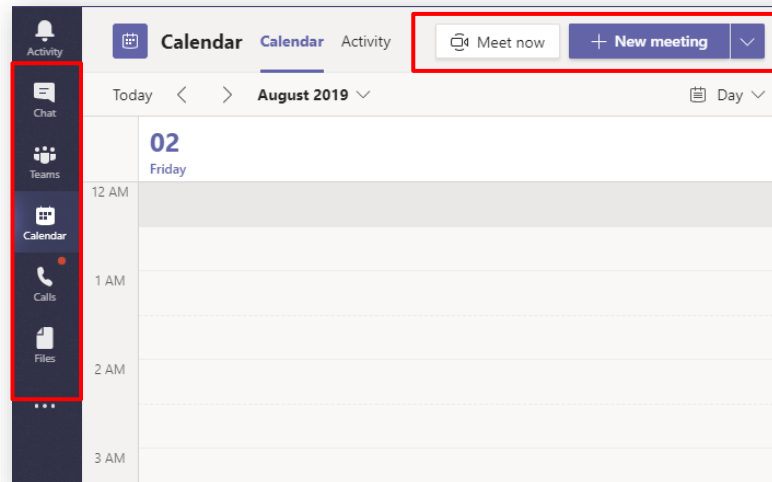 Activity
Chat
Teams
Calendar
Calls
Files
Calendar Calendar Activity Meet now New meeting
Today August 2019 Day
02
Friday
12 AM
1 AM
2 AM
3 AM